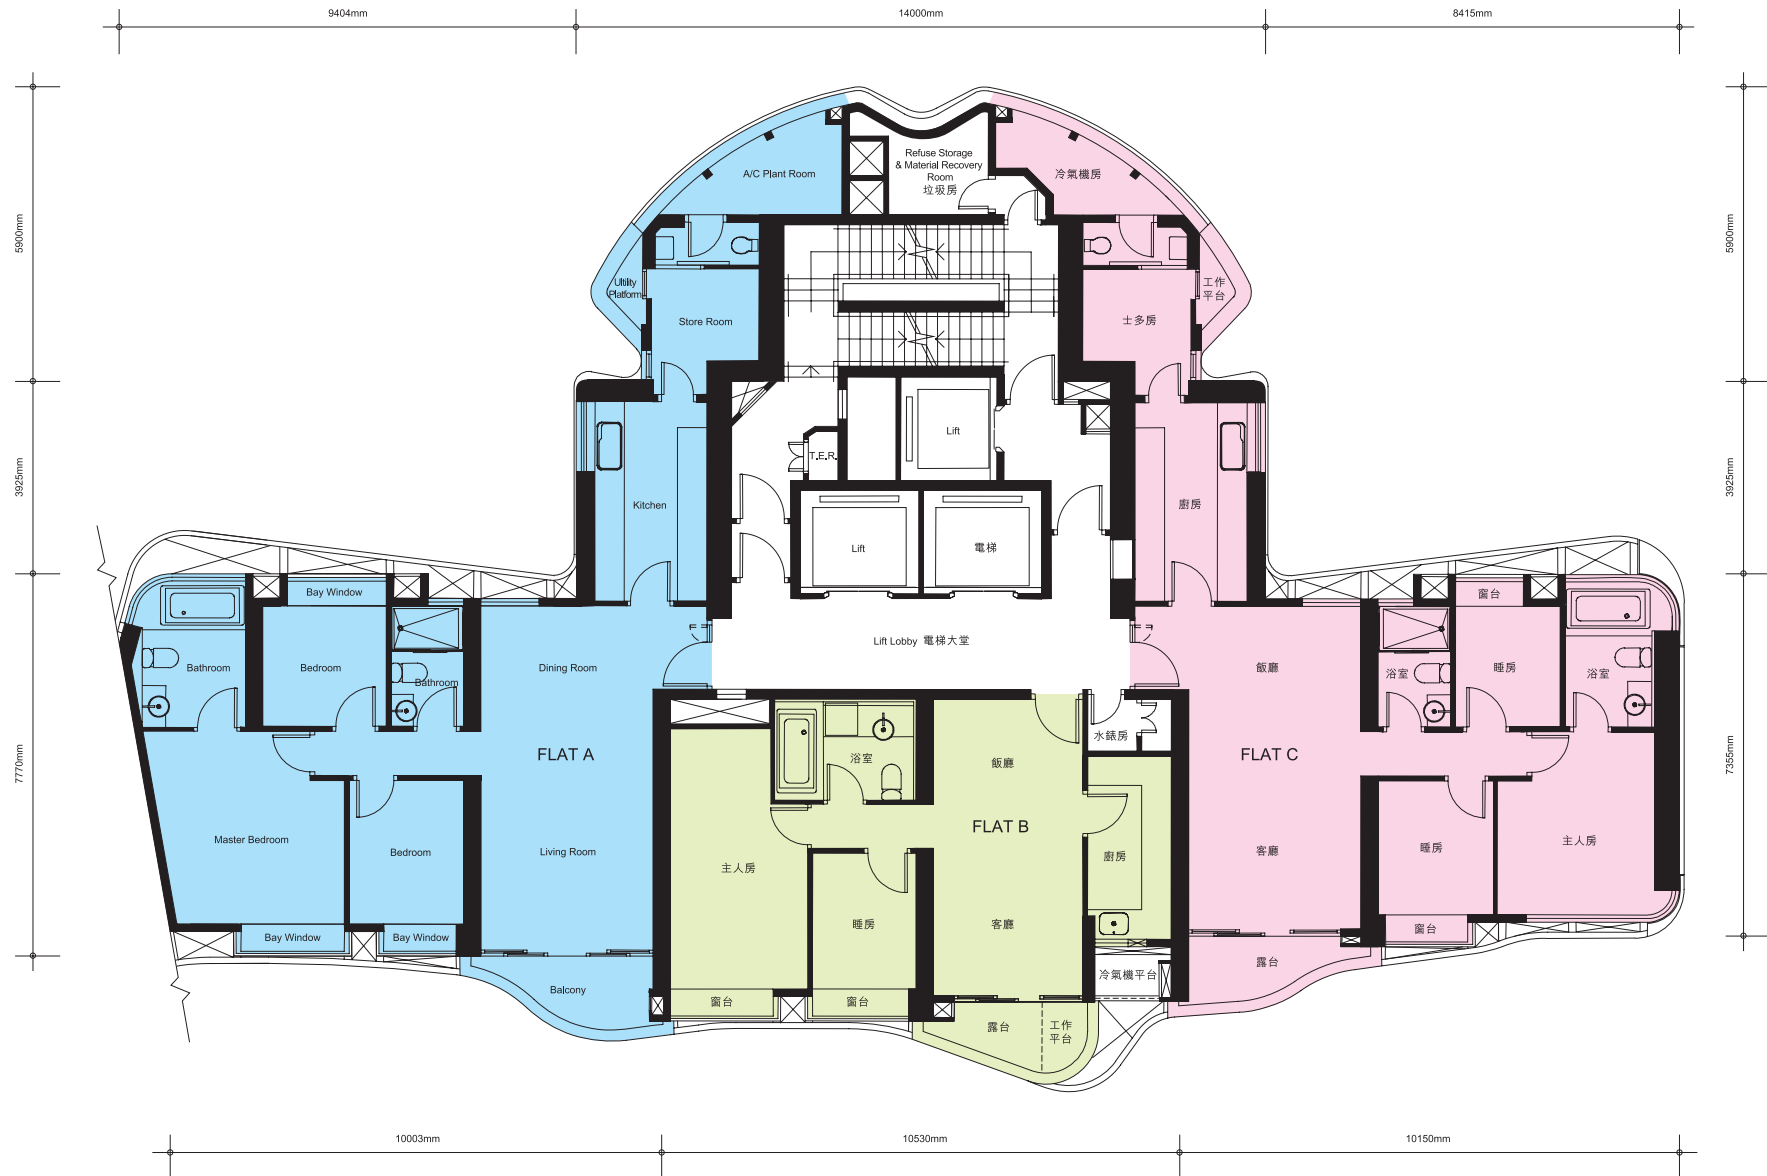 9404mm
14000mm
8415mm
5900mm
5900mm
Refuse Storage
& Material Recovery
Room
垃圾房
A/C Plant Room
冷氣機房
Ultility
Platform
工作
平台
Store Room
士多房
Lift
T.E.R.
3925mm
3925mm
Kitchen
廚房
Lift
電梯
Bay Window
窗台
Lift Lobby 電梯大堂
Bathroom
Bedroom
Bathroom
Dining Room
飯廳
浴室
睡房
浴室
7770mm
7355mm
水錶房
FLAT A
浴室
飯廳
FLAT C
FLAT B
Master Bedroom
Bedroom
Living Room
主人房
廚房
客廳
睡房
主人房
睡房
客廳
Bay Window
Bay Window
窗台
露台
冷氣機平台
Balcony
窗台
窗台
露台
工作
平台
10003mm
10530mm
10150mm